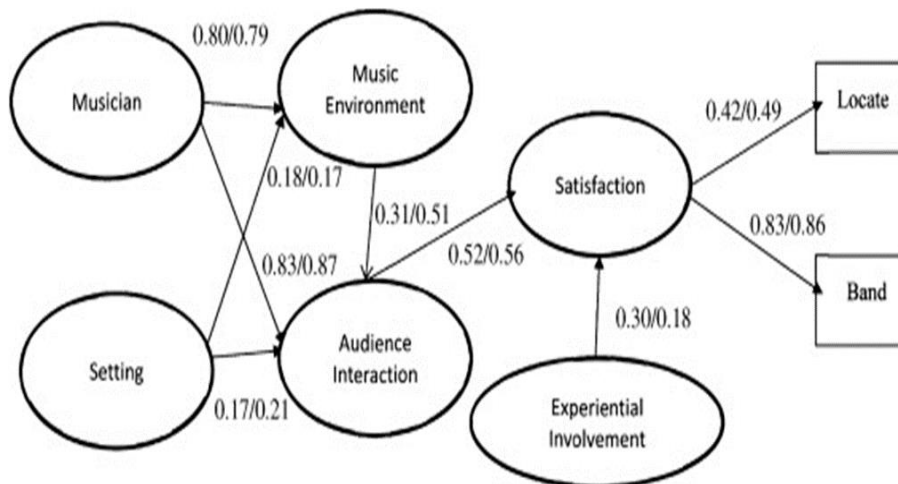 0.80/0.79
Musician
Music
Environment
Locate
0.42/0.49
0.18/0.17
Satisfaction
0.31/0.51
0.83/0.86
0.52/0.56
0.83/0.87
Band
Setting
Audience
Interaction
0.30/0.18
0.17/0.21
Experiential
Involvement